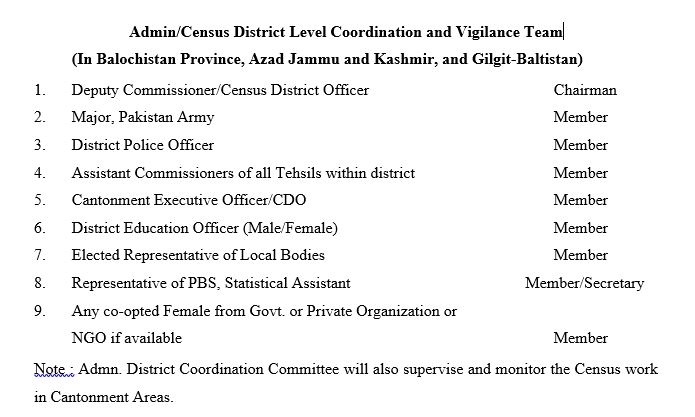 Admin/Census District Level Coordination and Vigilance Team
(In Balochistan Province, Azad Jammu and Kashmir, and Gilgit-Baltistan)
1. Deputy Commissioner/Census District Officer Chairman
2. Major, Pakistan Army Member
3. District Police Officer Member
4. Assistant Commissioners of all Tehsils within district Member
5. Cantonment Executive Officer/CDO Member
6. District Education Officer (Male/Female) Member
7. Elected Representative of Local Bodies Member
8. Representative of PBS, Statistical Assistant Member/Secretary
9. Any co-opted Female from Govt. or Private Organization or
NGO if available Member
Note : Admn. District Coordination Committee will also supervise and monitor the Census work
in Cantonment Areas.